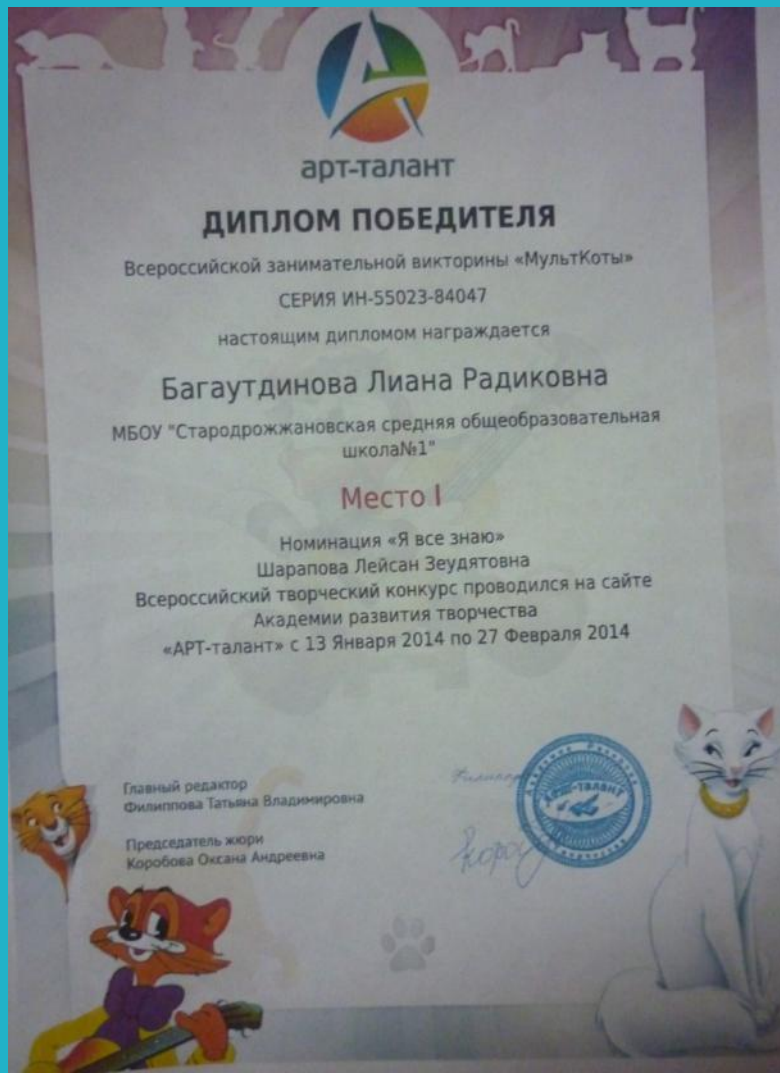 арт-талант
ДИПЛОМ ПОБЕДИТЕЛЯ
Всероссийской занимательной викторины «МультКоты»
СЕРИЯ ИН-55023-84047
настоящим дипломом награждается
Багаутдинова Лиана Радиковна
МБОУ "Стародрожжановская средняя общеобразовательная
школа№1"
Место I
Номинация «Я все знаю»
Шарапова Лейсан Зеудятовна
Всероссийский творческий конкурс проводился на сайте
Академии развития творчества
«АРТ-талант» с 13 Января 2014 по 27 Февраля 2014
Главный редактор
Филиппова Татьяна Владимировна
Председатель жюри
Коробова Оксана Андреевна